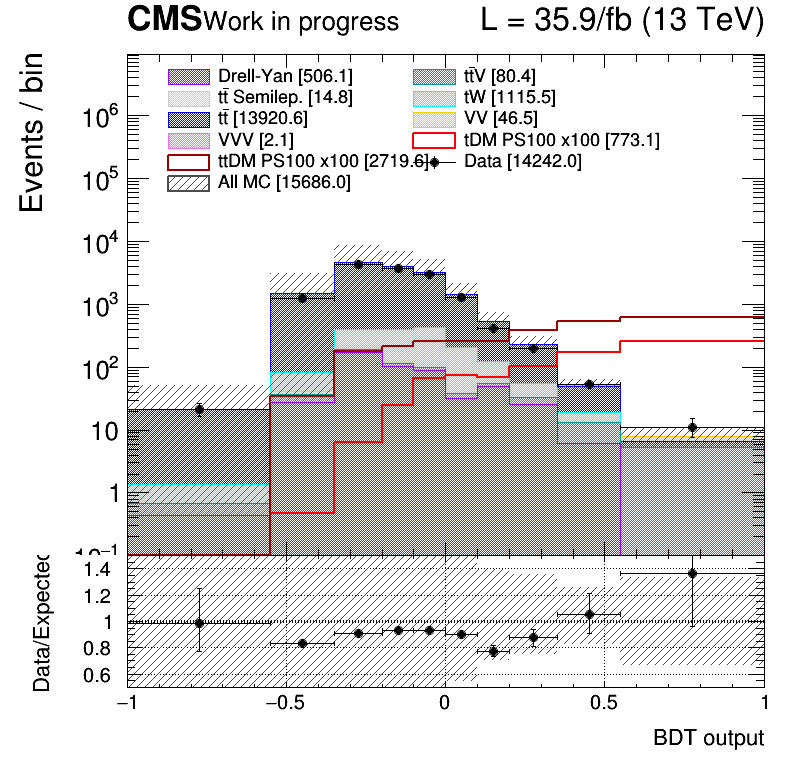 CMS Work in progress L = 35.9/fb (13 TeV)
Events / bin
Drell-Yan [506.1] tt̄V [80.4]
tt̄ Semilep. [14.8] tW [1115.5]
tt̄ [13920.6] VV [46.5]
VVV [2.1] tDM PS100 x100 [773.1]
ttDM PS100 x100 [2719.6] Data [14242.0]
All MC [15686.0]
10⁶
10⁵
10⁴
10³
10²
10
1
10⁻¹
Data/Expected
1.4
1.2
1
0.8
0.6
−1 −0.5 0 0.5 1
BDT output